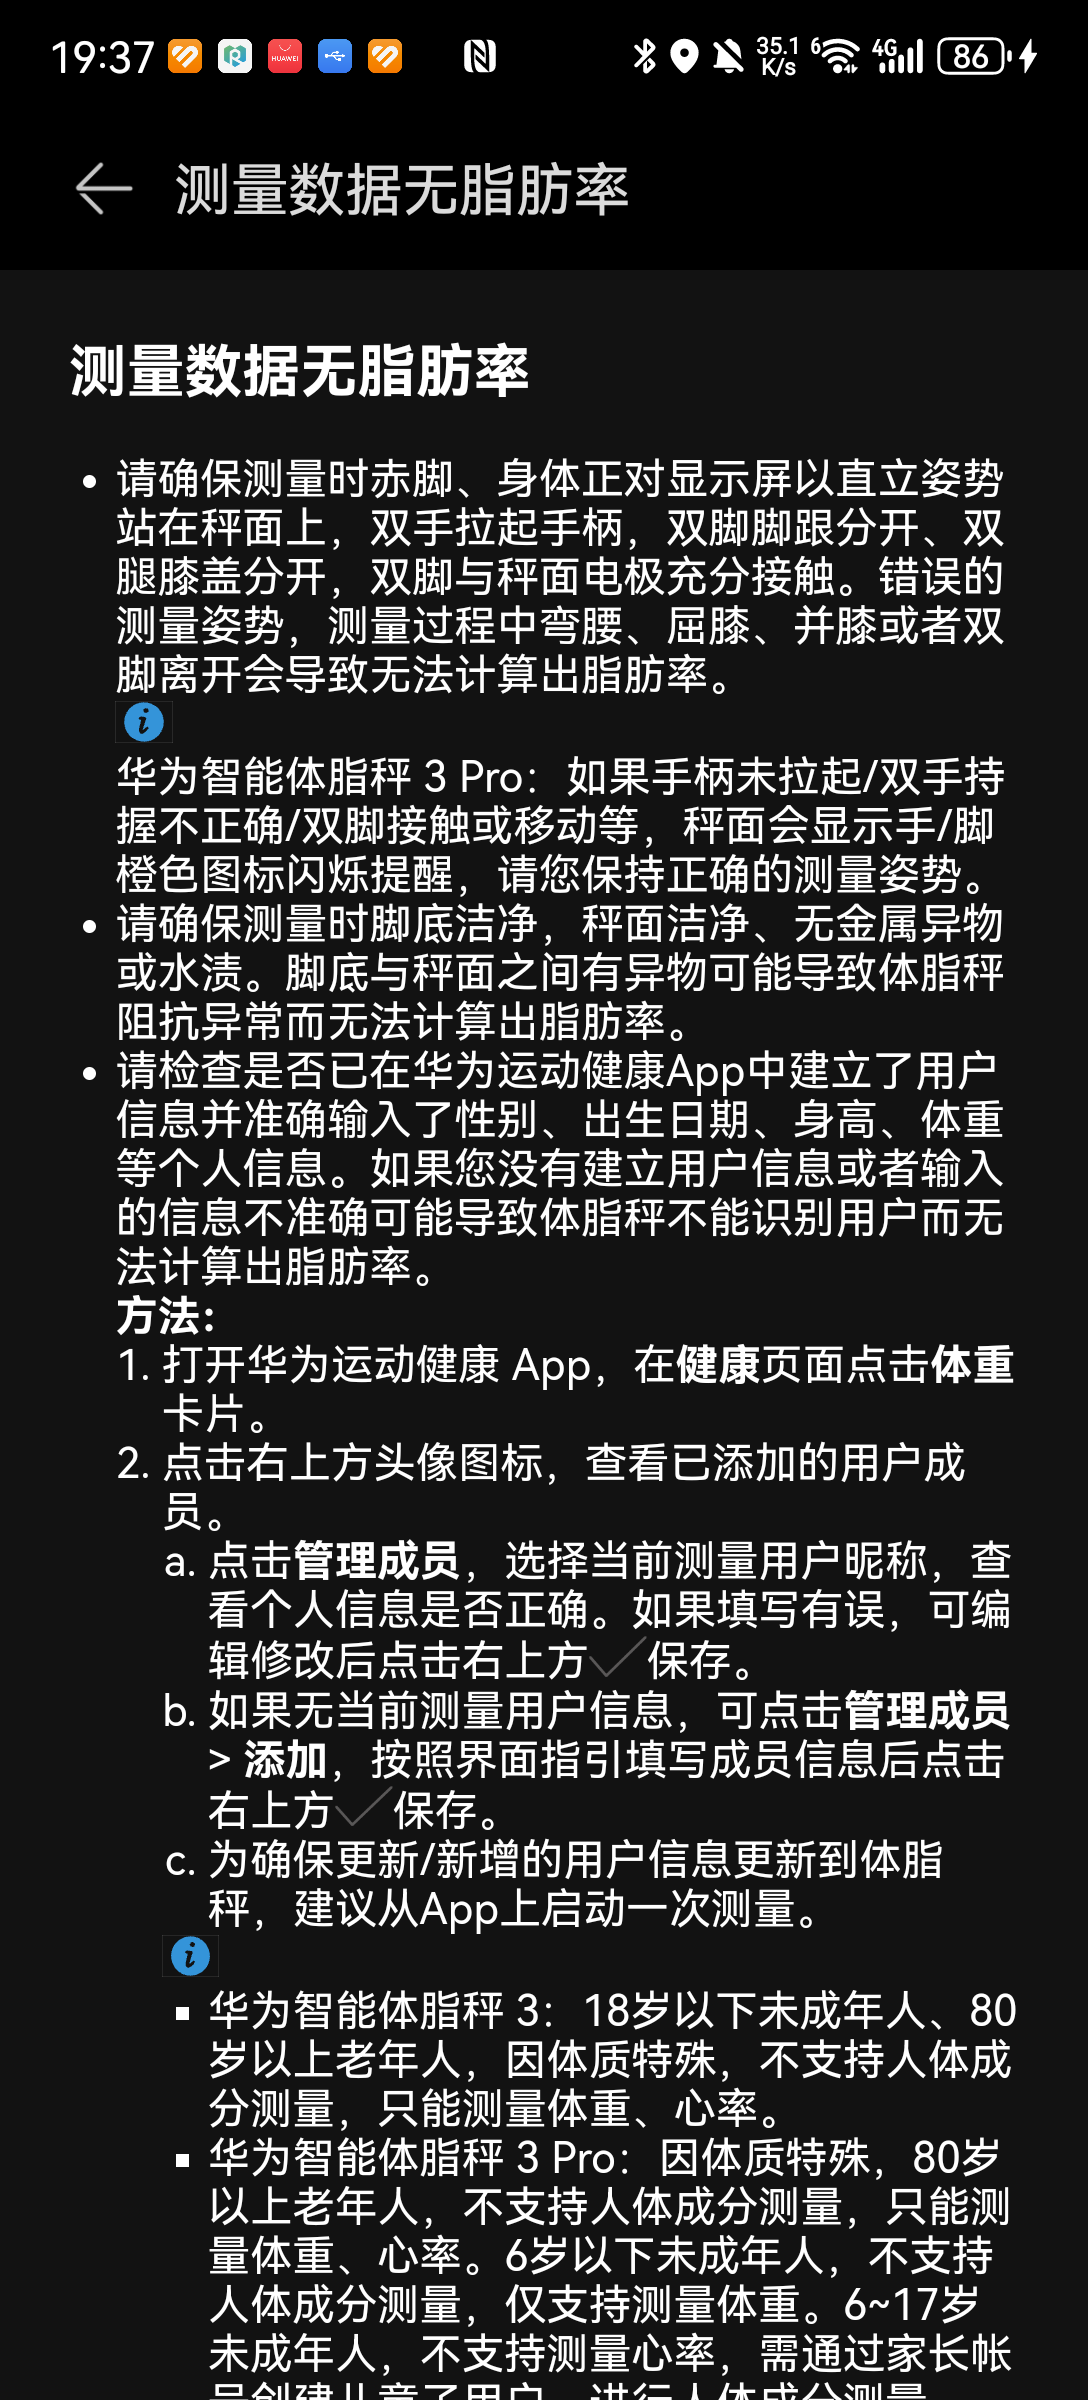 19:37
35.1 K/s
6
4G
86
测量数据无脂肪率
测量数据无脂肪率
• 请确保测量时赤脚、身体正对显示屏以直立姿势
站在秤面上，双手拉起手柄，双脚脚跟分开、双
腿膝盖分开，双脚与秤面电极充分接触。错误的
测量姿势，测量过程中弯腰、屈膝、并膝或者双
脚离开会导致无法计算出脂肪率。
华为智能体脂秤 3 Pro：如果手柄未拉起/双手持
握不正确/双脚接触或移动等，秤面会显示手/脚
橙色图标闪烁提醒，请您保持正确的测量姿势。
• 请确保测量时脚底洁净，秤面洁净、无金属异物
或水渍。脚底与秤面之间有异物可能导致体脂秤
阻抗异常而无法计算出脂肪率。
• 请检查是否已在华为运动健康App中建立了用户
信息并准确输入了性别、出生日期、身高、体重
等个人信息。如果您没有建立用户信息或者输入
的信息不准确可能导致体脂秤不能识别用户而无
法计算出脂肪率。
方法：
1. 打开华为运动健康 App，在健康页面点击体重
卡片。
2. 点击右上方头像图标，查看已添加的用户成
员。
a. 点击管理成员，选择当前测量用户昵称，查
看个人信息是否正确。如果填写有误，可编
辑修改后点击右上方 保存。
b. 如果无当前测量用户信息，可点击管理成员
> 添加，按照界面指引填写成员信息后点击
右上方 保存。
c. 为确保更新/新增的用户信息更新到体脂
秤，建议从App上启动一次测量。
▪ 华为智能体脂秤 3：18岁以下未成年人、80
岁以上老年人，因体质特殊，不支持人体成
分测量，只能测量体重、心率。
▪ 华为智能体脂秤 3 Pro：因体质特殊，80岁
以上老年人，不支持人体成分测量，只能测
量体重、心率。6岁以下未成年人，不支持
人体成分测量，仅支持测量体重。6~17岁
未成年人，不支持测量心率，需通过家长帐
号创建儿童子用户，进行人体成分测量